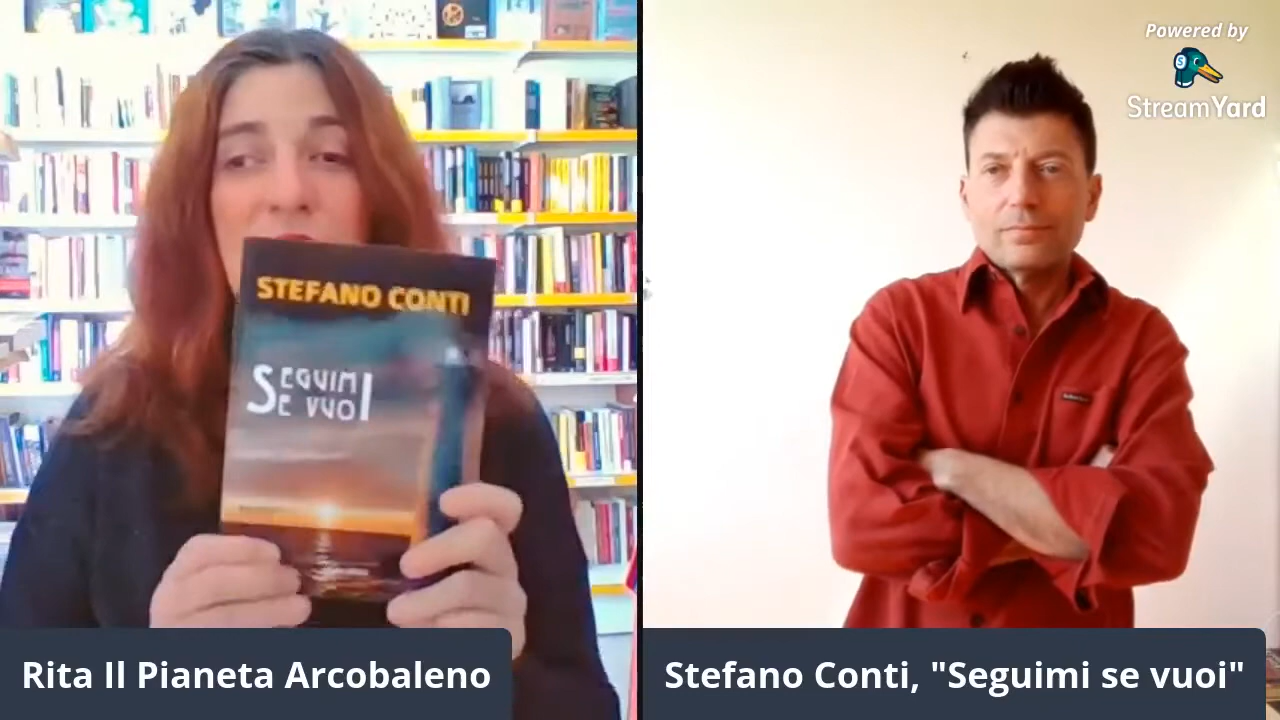 Powered by
StreamYard
STEFANO CONTI
SEGUIMI
SE VUOI
Rita Il Pianeta Arcobaleno
Stefano Conti, "Seguimi se vuoi"